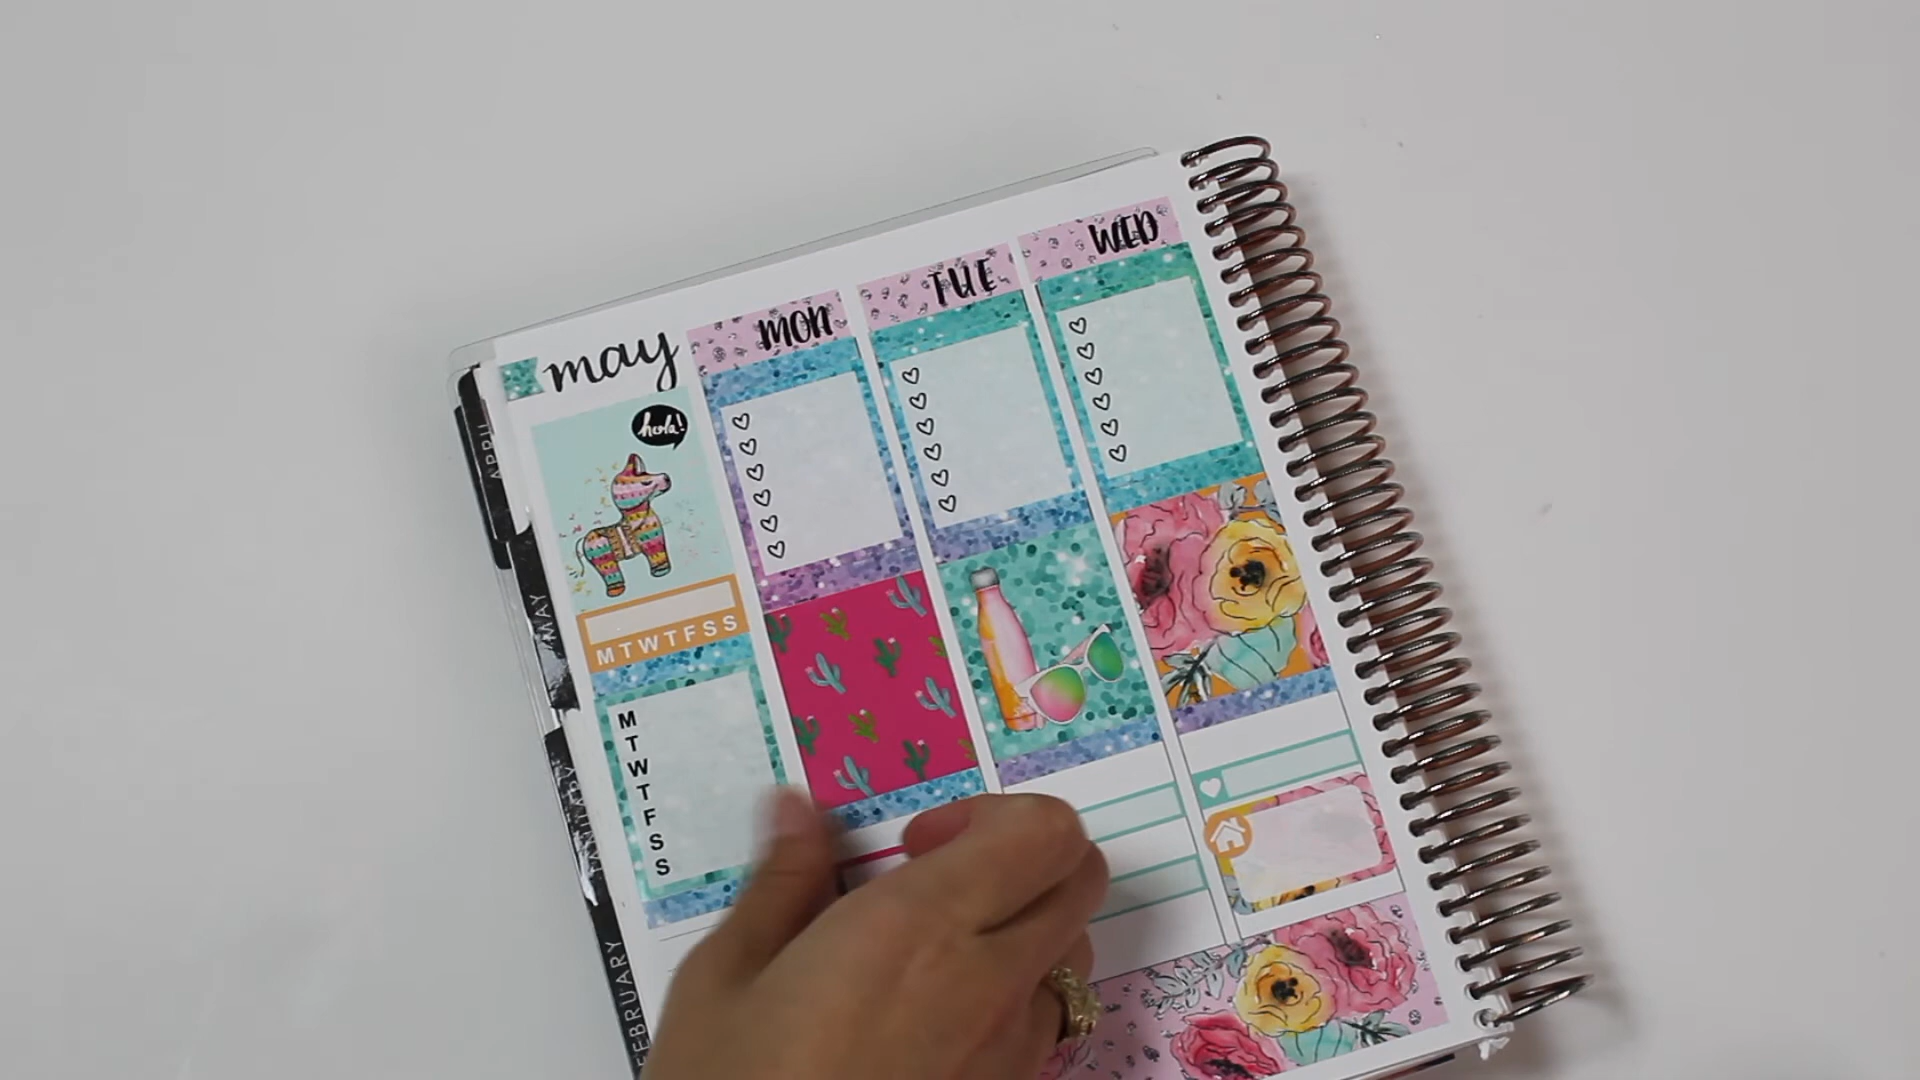 may
MON
TUE
WED
hola!
MTWTFSS
M
T
W
T
F
S
S
APRIL
MAY
JANUARY
FEBRUARY